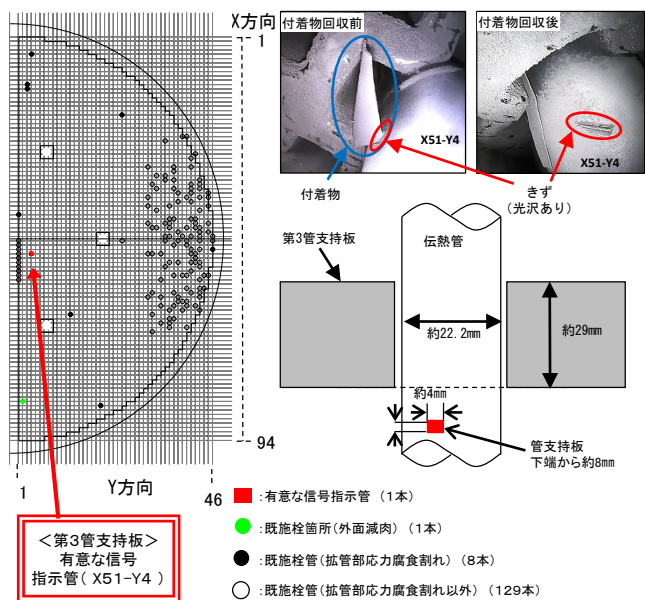 X方向
1
94
1
46
Y方向
<第3管支持板>
有意な信号
指示管( X51-Y4 )
付着物回収前
X51-Y4
付着物回収後
X51-Y4
付着物
きず
(光沢あり)
第3管支持板
伝熱管
約22.2mm
約29mm
約4mm
管支持板
下端から約8mm
:有意な信号指示管 (1本)
:既施栓箇所(外面減肉) (1本)
:既施栓管(拡管部応力腐食割れ) (8本)
:既施栓管(拡管部応力腐食割れ以外) (129本)